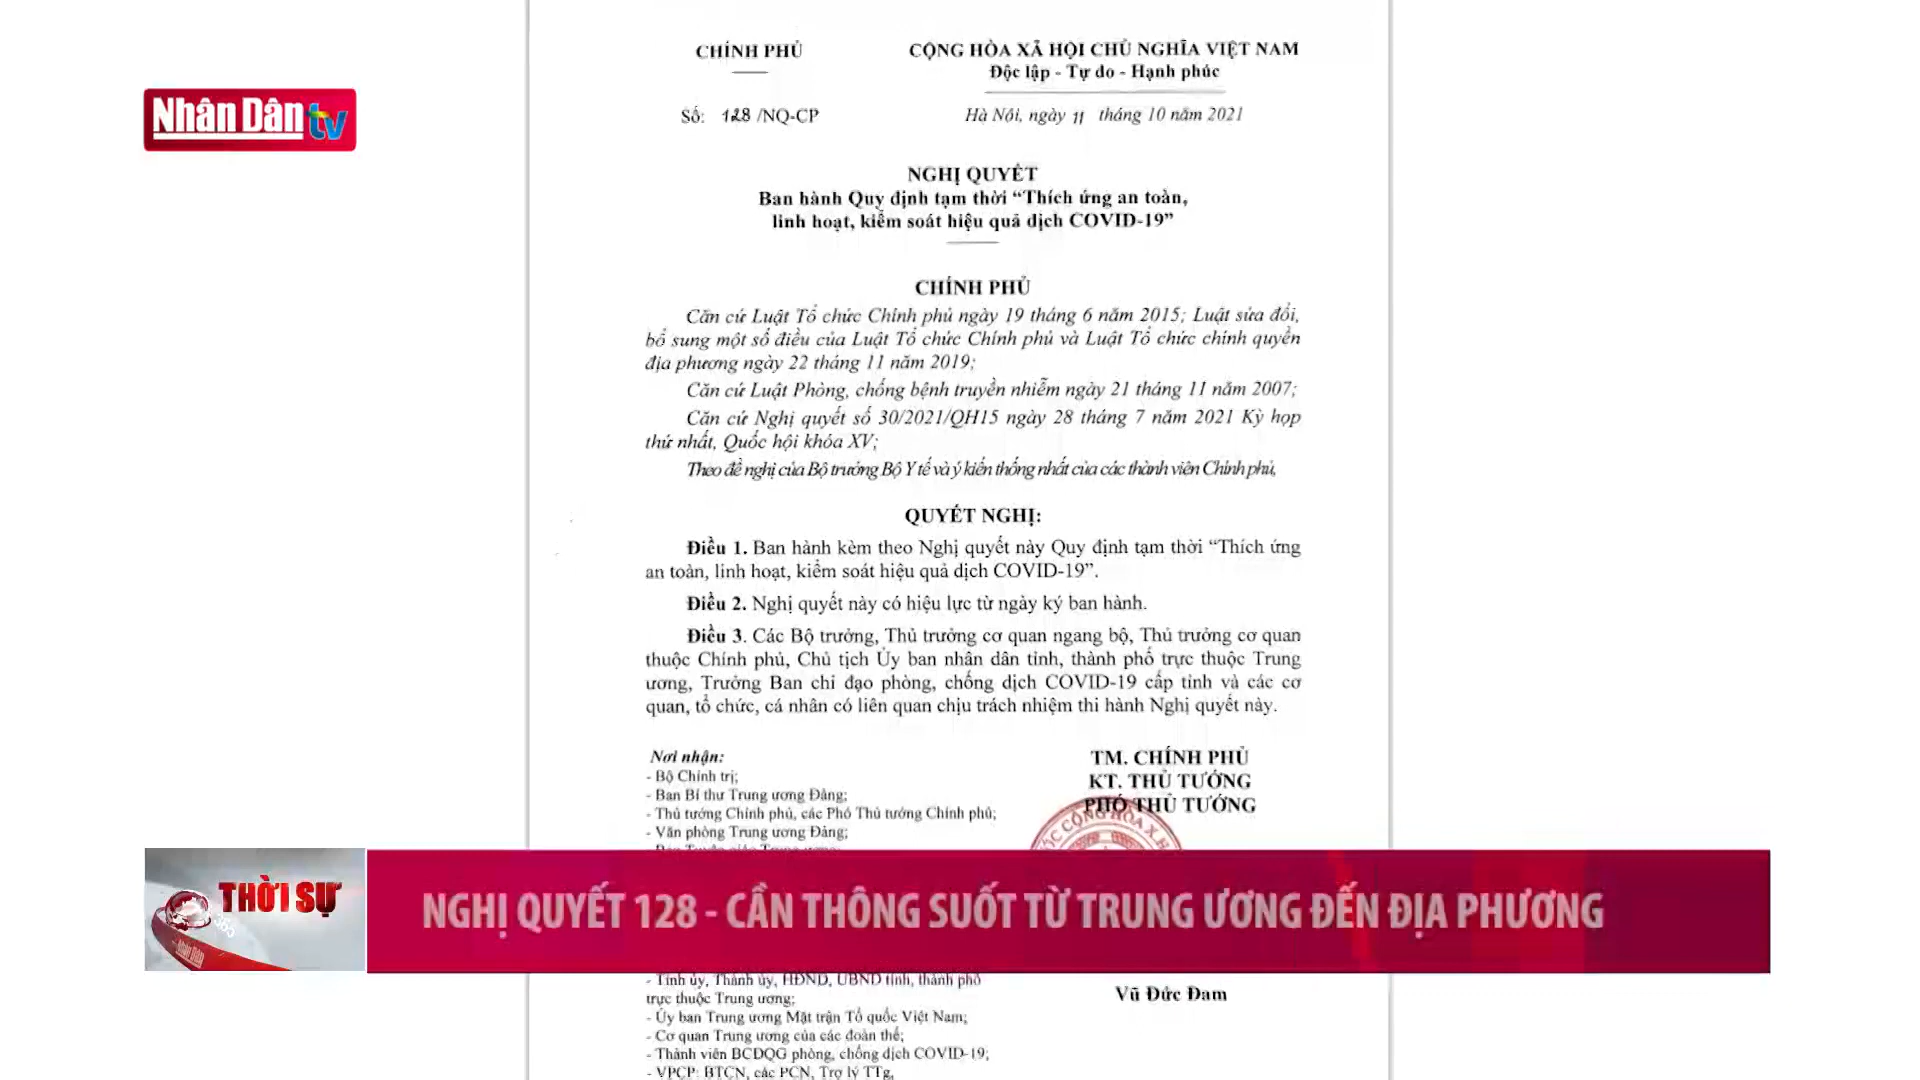 CHÍNH PHỦ
CỘNG HÒA XÃ HỘI CHỦ NGHĨA VIỆT NAM
Độc lập - Tự do - Hạnh phúc
Nhân Dân tv
Số: 128 /NQ-CP
Hà Nội, ngày 11 tháng 10 năm 2021
NGHỊ QUYẾT
Ban hành Quy định tạm thời “Thích ứng an toàn,
linh hoạt, kiểm soát hiệu quả dịch COVID-19”
CHÍNH PHỦ
Căn cứ Luật Tổ chức Chính phủ ngày 19 tháng 6 năm 2015; Luật sửa đổi,
bổ sung một số điều của Luật Tổ chức Chính phủ và Luật Tổ chức chính quyền
địa phương ngày 22 tháng 11 năm 2019;
Căn cứ Luật Phòng, chống bệnh truyền nhiễm ngày 21 tháng 11 năm 2007;
Căn cứ Nghị quyết số 30/2021/QH15 ngày 28 tháng 7 năm 2021 Kỳ họp
thứ nhất, Quốc hội khóa XV;
Theo đề nghị của Bộ trưởng Bộ Y tế và ý kiến thống nhất của các thành viên Chính phủ,
QUYẾT NGHỊ:
Điều 1. Ban hành kèm theo Nghị quyết này Quy định tạm thời “Thích ứng
an toàn, linh hoạt, kiểm soát hiệu quả dịch COVID-19”.
Điều 2. Nghị quyết này có hiệu lực từ ngày ký ban hành.
Điều 3. Các Bộ trưởng, Thủ trưởng cơ quan ngang bộ, Thủ trưởng cơ quan
thuộc Chính phủ, Chủ tịch Ủy ban nhân dân tỉnh, thành phố trực thuộc Trung
ương, Trưởng Ban chỉ đạo phòng, chống dịch COVID-19 cấp tỉnh và các cơ
quan, tổ chức, cá nhân có liên quan chịu trách nhiệm thi hành Nghị quyết này.
Nơi nhận:
- Bộ Chính trị;
- Ban Bí thư Trung ương Đảng;
- Thủ tướng Chính phủ, các Phó Thủ tướng Chính phủ;
- Văn phòng Trung ương Đảng;
TM. CHÍNH PHỦ
KT. THỦ TƯỚNG
PHÓ THỦ TƯỚNG
CỘNG HÒA X.H
THỜI SỰ
365
NHÂN DÂN
NGHỊ QUYẾT 128 - CẦN THÔNG SUỐT TỪ TRUNG ƯƠNG ĐẾN ĐỊA PHƯƠNG
- Tỉnh ủy, Thành ủy, HĐND, UBND tỉnh, thành phố
trực thuộc Trung ương;
- Ủy ban Trung ương Mặt trận Tổ quốc Việt Nam;
- Cơ quan Trung ương của các đoàn thể;
- Thành viên BCĐQG phòng, chống dịch COVID-19;
- VPCP: BTCN, các PCN, Trợ lý TTg,
Vũ Đức Đam